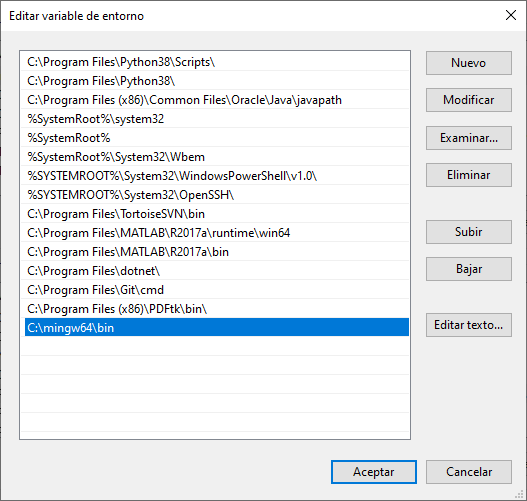 Editar variable de entorno
C:\Program Files\Python38\Scripts\
C:\Program Files\Python38\
C:\Program Files (x86)\Common Files\Oracle\Java\javapath
%SystemRoot%\system32
%SystemRoot%
%SystemRoot%\System32\Wbem
%SYSTEMROOT%\System32\WindowsPowerShell\v1.0\
%SYSTEMROOT%\System32\OpenSSH\
C:\Program Files\TortoiseSVN\bin
C:\Program Files\MATLAB\R2017a\runtime\win64
C:\Program Files\MATLAB\R2017a\bin
C:\Program Files\dotnet\
C:\Program Files\Git\cmd
C:\Program Files (x86)\PDFtk\bin\
C:\mingw64\bin
Nuevo
Modificar
Examinar...
Eliminar
Subir
Bajar
Editar texto...
Aceptar
Cancelar